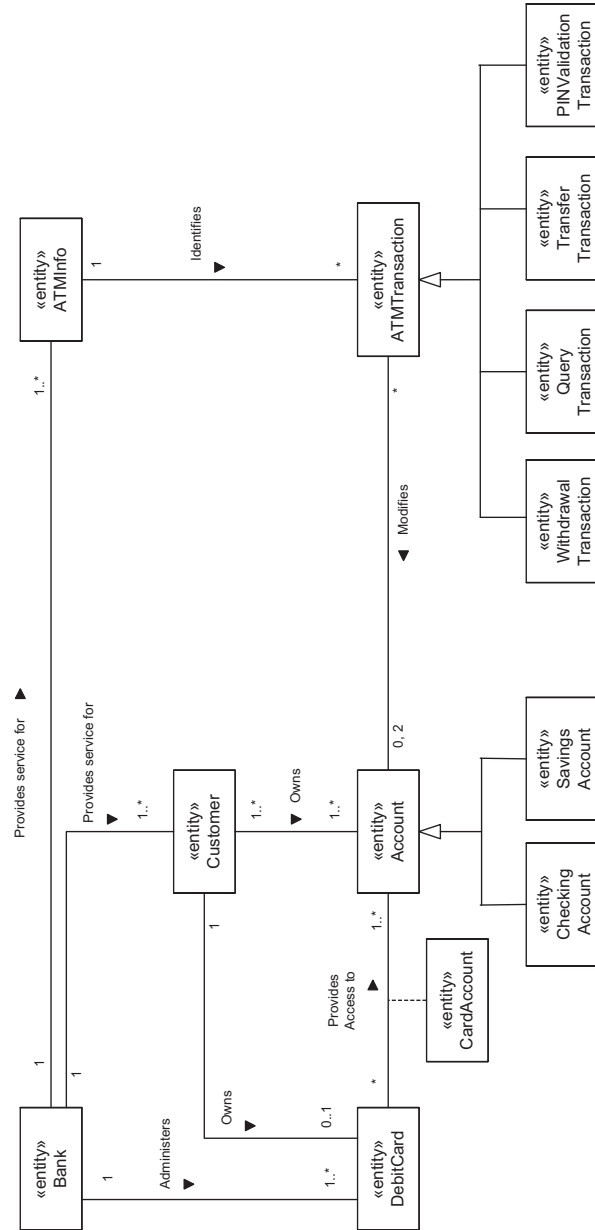 Provides service for
1
1..*
«entity»
Bank
«entity»
ATMInfo
1
Provides service for
1..*
1
Administers
1..*
1
Identifies
*
«entity»
Customer
1
Owns
0..1
1..*
Owns
1..*
«entity»
DebitCard
*
Provides
Access to
1..*
«entity»
Account
0, 2
Modifies
*
«entity»
ATMTransaction
«entity»
CardAccount
«entity»
Checking
Account
«entity»
Savings
Account
«entity»
Withdrawal
Transaction
«entity»
Query
Transaction
«entity»
Transfer
Transaction
«entity»
PINValidation
Transaction